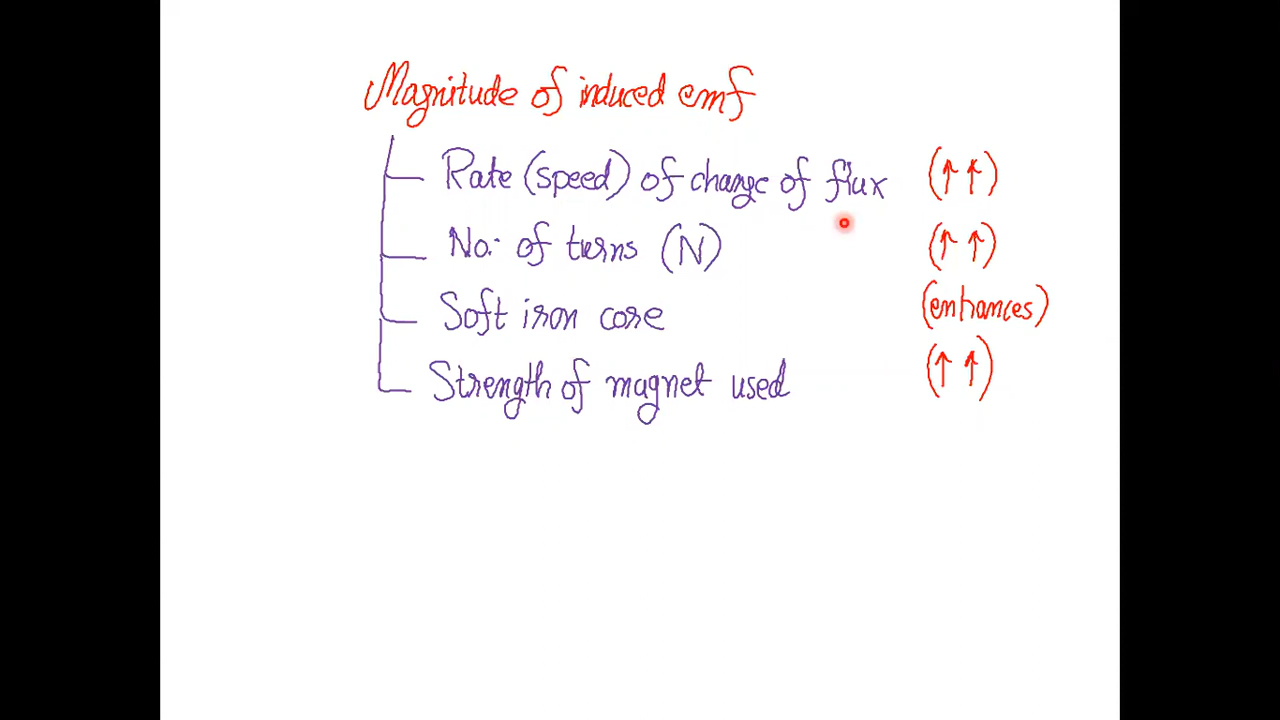 Magnitude of induced emf
Rate (speed) of change of flux (↑ ↑)
No: of turns (N) (↑ ↑)
Soft iron core (enhances)
Strength of magnet used (↑ ↑)